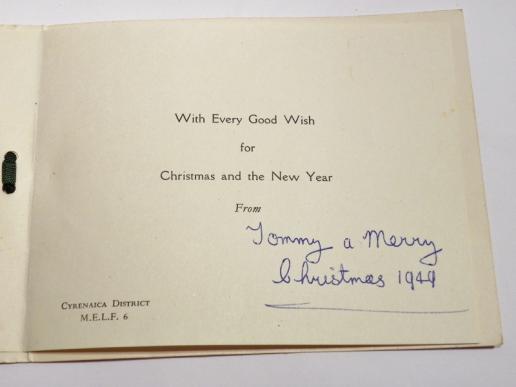 With Every Good Wish
for
Christmas and the New Year
From
Tommy a Merry
Christmas 1949
CYRENAICA DISTRICT
M.E.L.F. 6